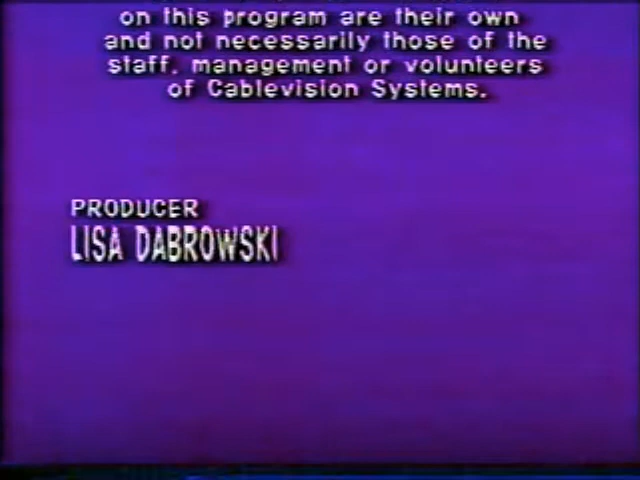 on this program are their own
and not necessarily those of the
staff, management or volunteers
of Cablevision Systems.
PRODUCER
LISA DABROWSKI